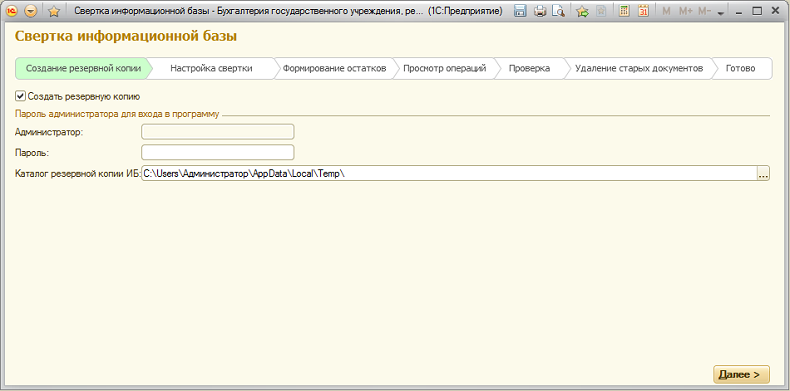 Свертка информационной базы - Бухгалтерия государственного учреждения, ре... (1С:Предприятие)
M M+ M-
Свертка информационной базы
Создание резервной копии Настройка свертки Формирование остатков Просмотр операций Проверка Удаление старых документов Готово
Создать резервную копию
Пароль администратора для входа в программу
Администратор:
Пароль:
Каталог резервной копии ИБ: C:\Users\Администратор\AppData\Local\Temp\ ...
Далее >